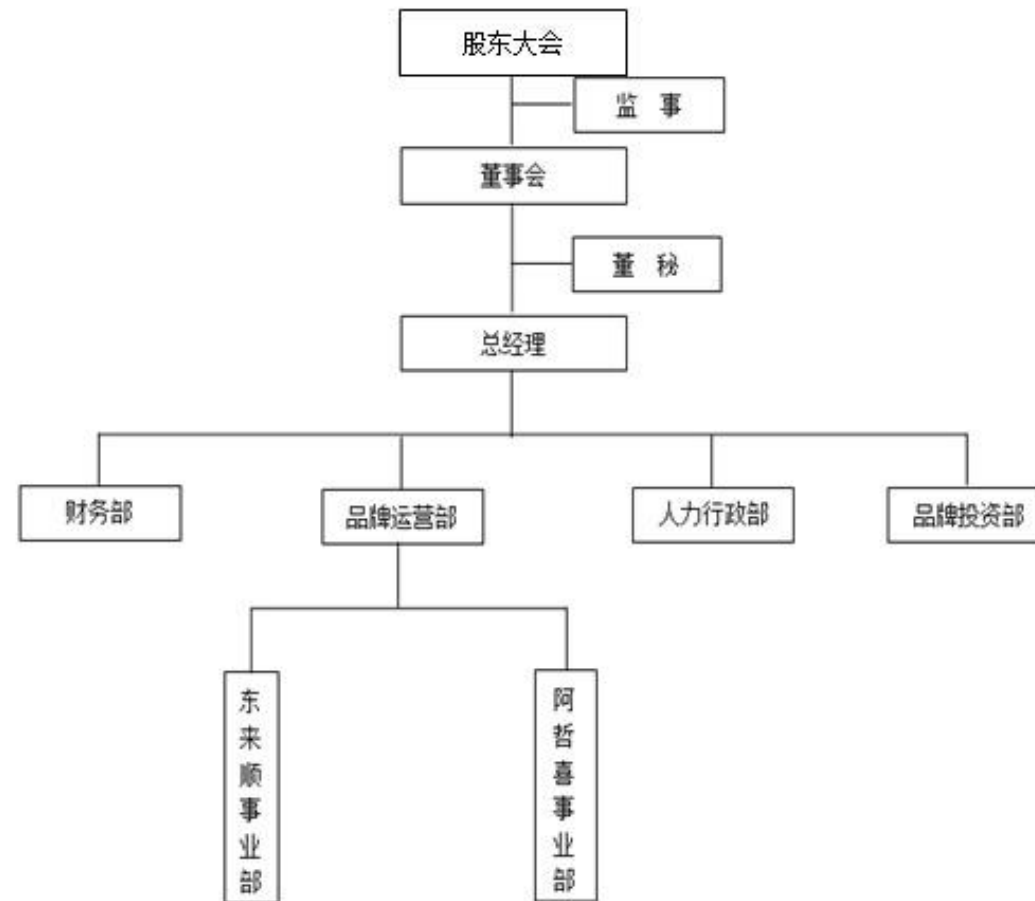 股东大会
监 事
董事会
董 秘
总经理
财务部
品牌运营部
人力行政部
品牌投资部
东来顺事业部
阿哲喜事业部